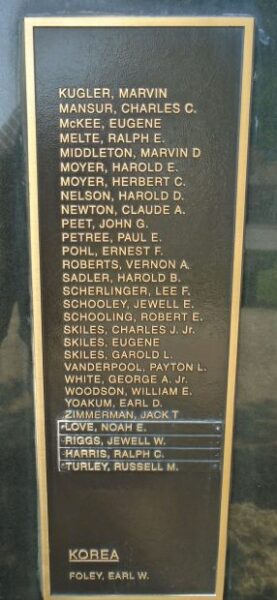 KUGLER, MARVIN
MANSUR, CHARLES C.
McKEE, EUGENE
MELTE, RALPH E.
MIDDLETON, MARVIN D
MOYER, HAROLD E.
MOYER, HERBERT C.
NELSON, HAROLD D.
NEWTON, CLAUDE A.
PEET, JOHN G.
PETREE, PAUL E.
POHL, ERNEST F.
ROBERTS, VERNON A.
SADLER, HAROLD B.
SCHERLINGER, LEE F.
SCHOOLEY, JEWELL E.
SCHOOLING, ROBERT E.
SKILES, CHARLES J. Jr.
SKILES, EUGENE
SKILES, GAROLD L.
VANDERPOOL, PAYTON L.
WHITE, GEORGE A. Jr.
WOODSON, WILLIAM E.
YOAKUM, EARL D.
ZIMMERMAN, JACK T
LOVE, NOAH E.
RIGGS, JEWELL W.
HARRIS, RALPH C.
TURLEY, RUSSELL M.
KOREA
FOLEY, EARL W.